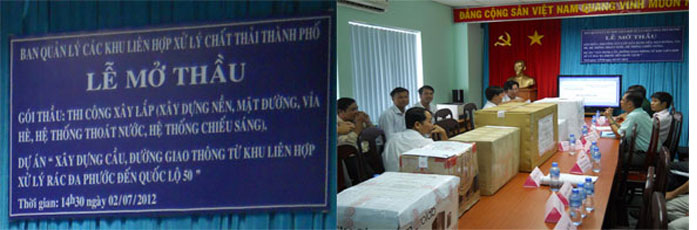 BAN QUẢN LÝ CÁC KHU LIÊN HỢP XỬ LÝ CHẤT THẢI THÀNH PHỐ
LỄ MỞ THẦU
GÓI THẦU: THI CÔNG XÂY LẮP (XÂY DỰNG NỀN, MẶT ĐƯỜNG, VỈA
HÈ, HỆ THỐNG THOÁT NƯỚC, HỆ THỐNG CHIẾU SÁNG).
DỰ ÁN “ XÂY DỰNG CẦU, ĐƯỜNG GIAO THÔNG TỪ KHU LIÊN HỢP
XỬ LÝ RÁC ĐA PHƯỚC ĐẾN QUỐC LỘ 50 ”
Thời gian: 14h30 ngày 02/07/2012
ĐẢNG CỘNG SẢN VIỆT NAM QUANG VINH
LỄ MỞ THẦU